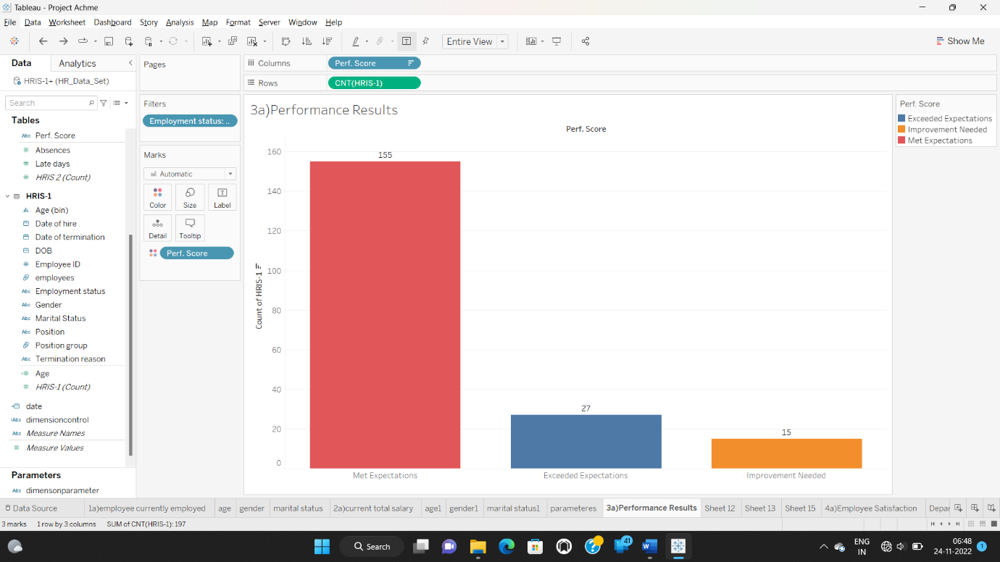 Tableau - Project Achme
File Data Worksheet Dashboard Story Analysis Map Format Server Window Help
Entire View
Show Me
Data Analytics
HRIS-1+ (HR_Data_Set)
Search
Tables
Abc Perf. Score
# Absences
# Late days
# HRIS 2 (Count)
HRIS-1
Age (bin)
Date of hire
Date of termination
DOB
# Employee ID
employees
Abc Employment status
Abc Gender
Abc Marital Status
Abc Position
Position group
Abc Termination reason
=# Age
# HRIS-1 (Count)
date
=Abc dimensioncontrol
Abc Measure Names
# Measure Values
Parameters
Abc dimensonparameter
Pages
Filters
Employment status: ..
Marks
Automatic
Color Size Label
Detail Tooltip
Perf. Score
Columns Perf. Score
Rows CNT(HRIS-1)
3a)Performance Results
Perf. Score
Count of HRIS-1
160
140
120
100
80
60
40
20
0
155
27
15
Met Expectations Exceeded Expectations Improvement Needed
Perf. Score
Exceeded Expectations
Improvement Needed
Met Expectations
Data Source 1a)employee currently employed age gender marital status 2a)current total salary age1 gender1 marital status1 parameteres 3a)Performance Results Sheet 12 Sheet 13 Sheet 15 4a)Employee Satisfaction Depar
3 marks 1 row by 3 columns SUM of CNT(HRIS-1): 197
Search
41
ENG
IN
06:48
24-11-2022
1